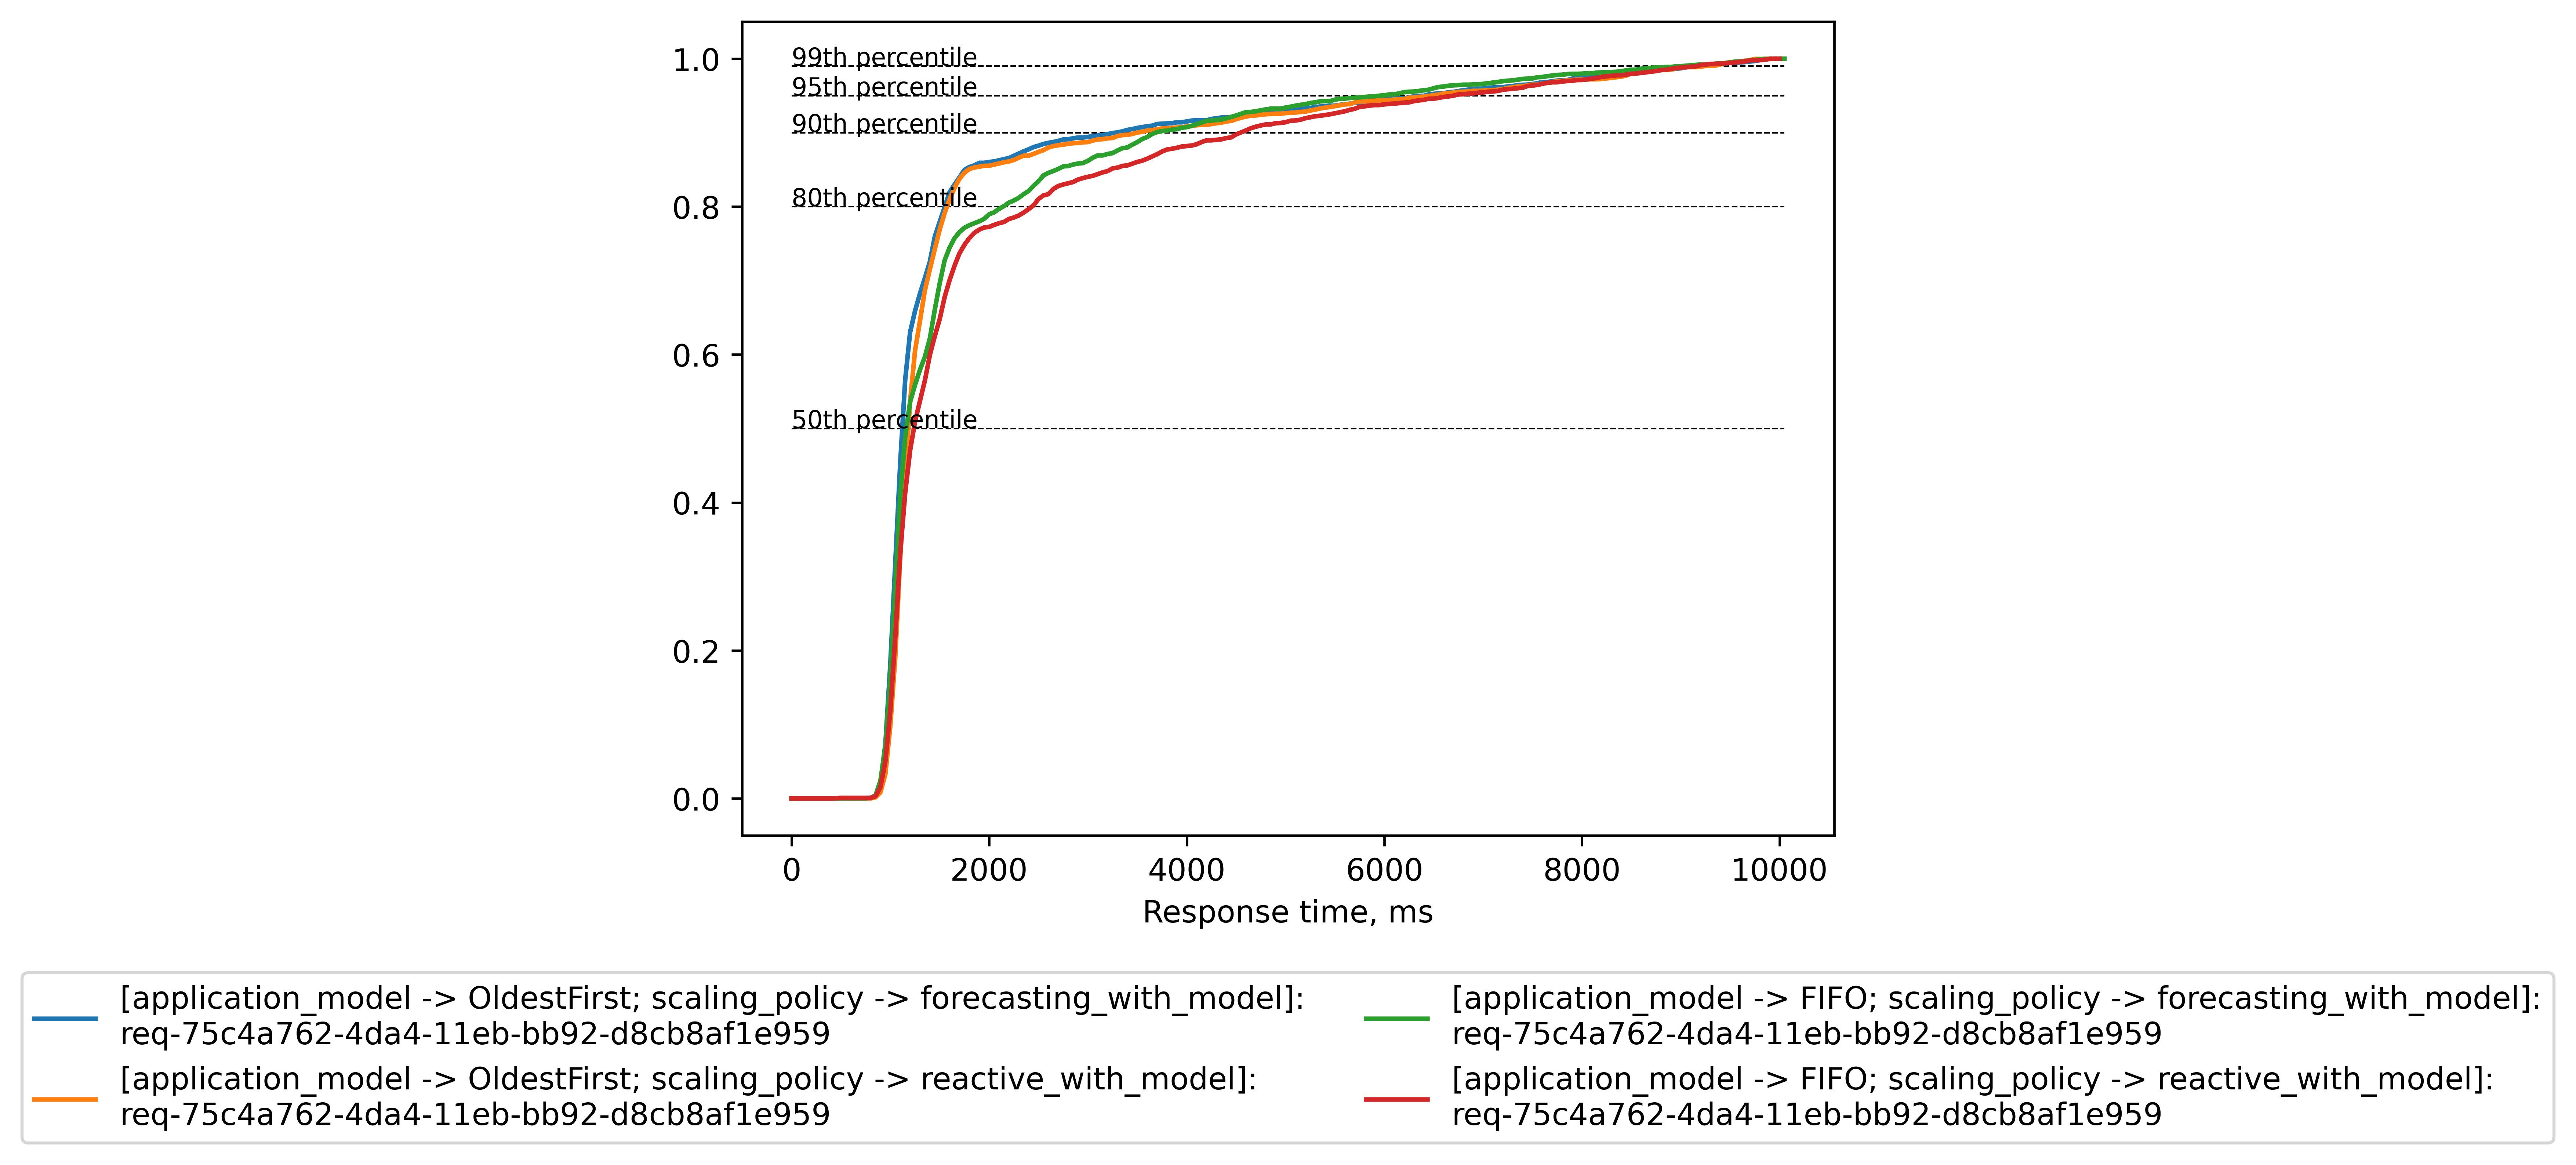 1.0
0.8
0.6
0.4
0.2
0.0
99th percentile
95th percentile
90th percentile
80th percentile
50th percentile
0 2000 4000 6000 8000 10000
Response time, ms
[application_model -> OldestFirst; scaling_policy -> forecasting_with_model]:
req-75c4a762-4da4-11eb-bb92-d8cb8af1e959
[application_model -> OldestFirst; scaling_policy -> reactive_with_model]:
req-75c4a762-4da4-11eb-bb92-d8cb8af1e959
[application_model -> FIFO; scaling_policy -> forecasting_with_model]:
req-75c4a762-4da4-11eb-bb92-d8cb8af1e959
[application_model -> FIFO; scaling_policy -> reactive_with_model]:
req-75c4a762-4da4-11eb-bb92-d8cb8af1e959